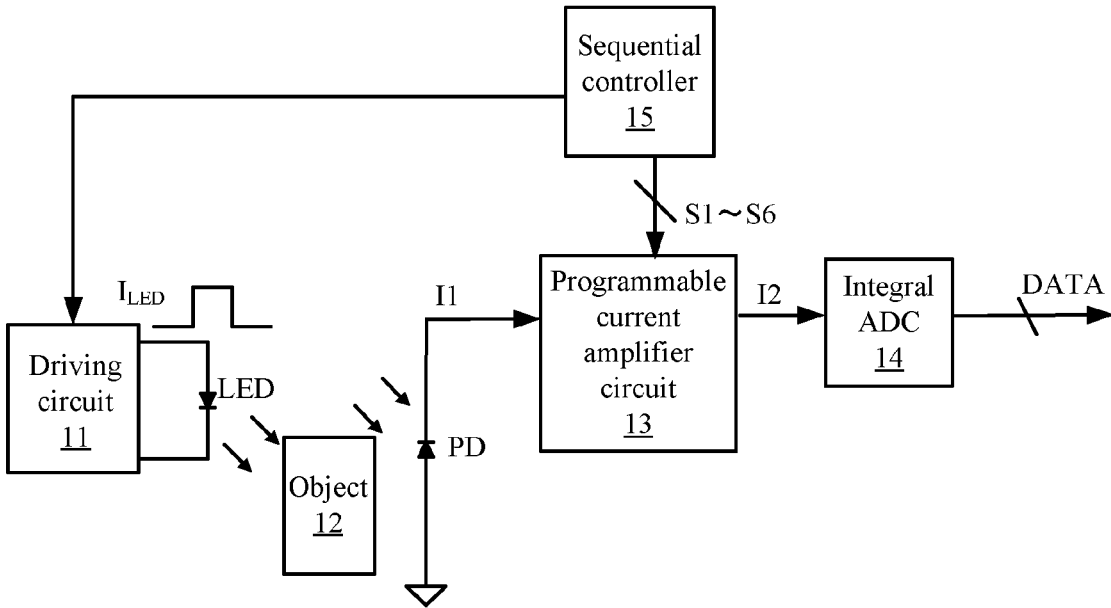 Sequential
controller
15
S1～S6
I_LED
I1
Programmable
current
amplifier
circuit
13
I2
Integral
ADC
14
DATA
Driving
circuit
11
LED
PD
Object
12